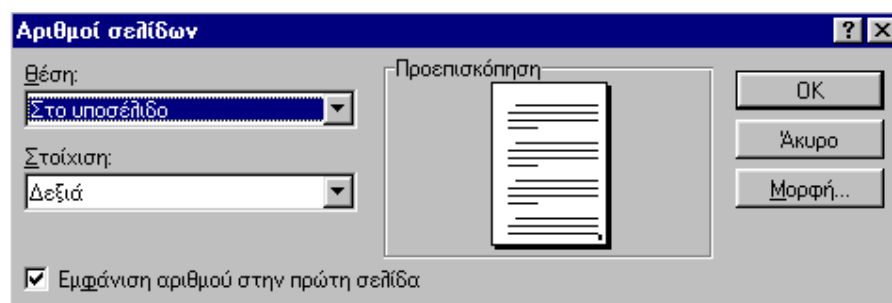 Αριθμοί σελίδων
Θέση:
Στο υποσέλιδο
Στοίχιση:
Δεξιά
Εμφάνιση αριθμού στην πρώτη σελίδα
Προεπισκόπηση
OK
Άκυρο
Μορφή...